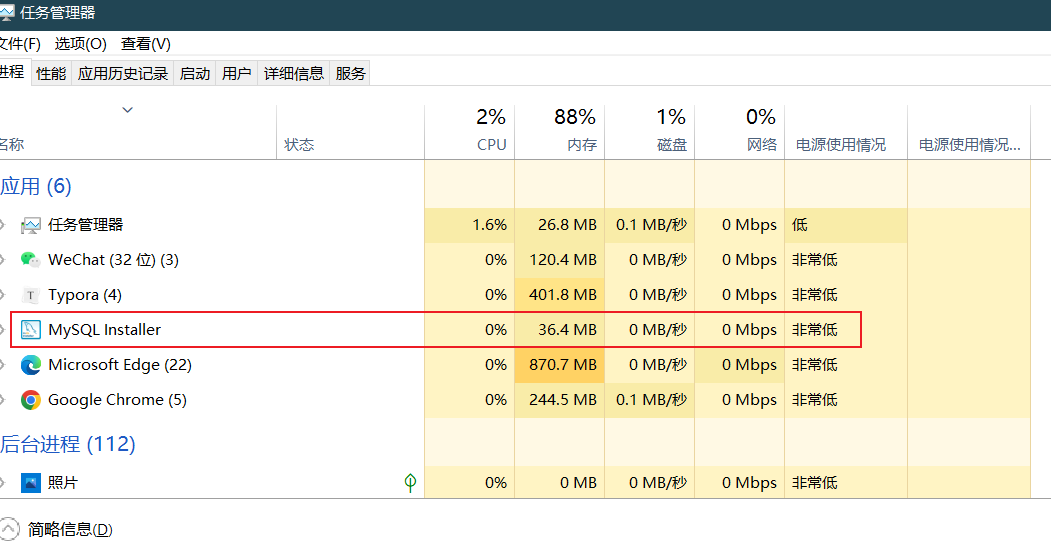 任务管理器
文件(F) 选项(O) 查看(V)
进程 性能 应用历史记录 启动 用户 详细信息 服务
2% 88% 1% 0%
名称 状态 CPU 内存 磁盘 网络 电源使用情况 电源使用情况...
应用 (6)
任务管理器 1.6% 26.8 MB 0.1 MB/秒 0 Mbps 低
WeChat (32 位) (3) 0% 120.4 MB 0 MB/秒 0 Mbps 非常低
Typora (4) 0% 401.8 MB 0 MB/秒 0 Mbps 非常低
MySQL Installer 0% 36.4 MB 0 MB/秒 0 Mbps 非常低
Microsoft Edge (22) 0% 870.7 MB 0 MB/秒 0 Mbps 非常低
Google Chrome (5) 0% 244.5 MB 0.1 MB/秒 0 Mbps 非常低
后台进程 (112)
照片 0% 0 MB 0 MB/秒 0 Mbps 非常低
简略信息(D)